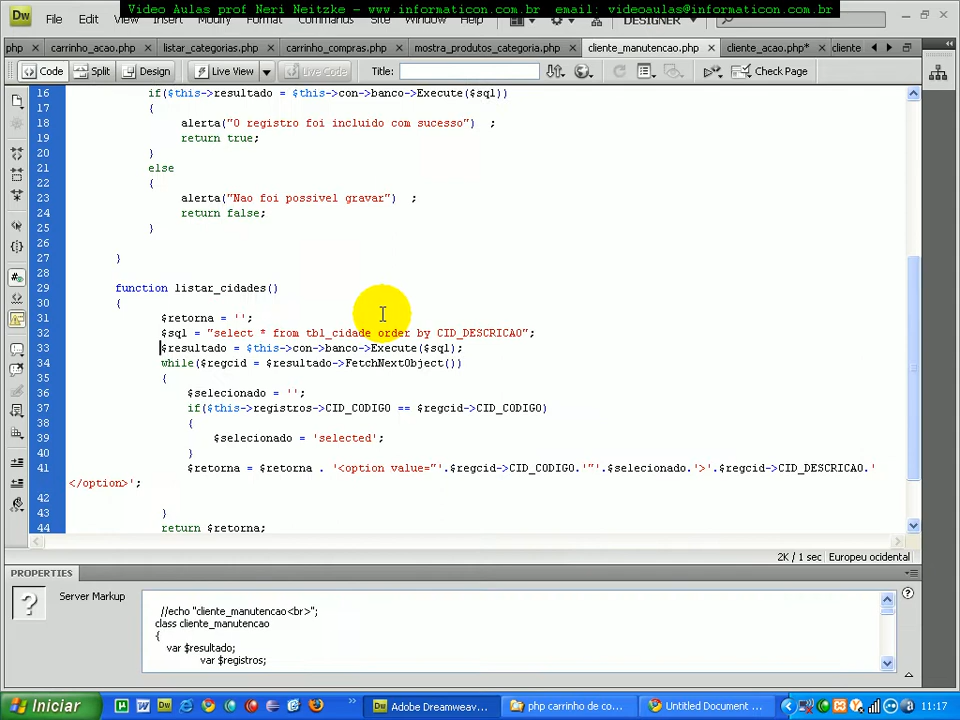 Video Aulas prof Neri Neitzke - www.informaticon.com.br email: videoaulas@informaticon.com.br
Dw File Edit DESIGNER
php carrinho_acao.php listar_categorias.php carrinho_compras.php mostra_produtos_categoria.php cliente_manutencao.php cliente_acao.php* cliente
Code Split Design Live View Live Code Title: Check Page
16 if($this->resultado = $this->con->banco->Execute($sql))
17 {
18 alerta("O registro foi incluido com sucesso") ;
19 return true;
20 }
21 else
22 {
23 alerta("Nao foi possivel gravar") ;
24 return false;
25 }
26
27 }
28
29 function listar_cidades()
30 {
31 $retorna = '';
32 $sql = "select * from tbl_cidade order by CID_DESCRICAO";
33 $resultado = $this->con->banco->Execute($sql);
34 while($regcid = $resultado->FetchNextObject())
35 {
36 $selecionado = '';
37 if($this->registros->CID_CODIGO == $regcid->CID_CODIGO)
38 {
39 $selecionado = 'selected';
40 }
41 $retorna = $retorna . '<option value="'.$regcid->CID_CODIGO.'"'.$selecionado.'>'.$regcid->CID_DESCRICAO.'
</option>';
42
43 }
44 return $retorna;
2K / 1 sec Europeu ocidental
PROPERTIES
? Server Markup
//echo "cliente_manutencao<br>";
class cliente_manutencao
{
var $resultado;
var $registros;
Iniciar Adobe Dreamweav... php carrinho de co... Untitled Document ... 11:17